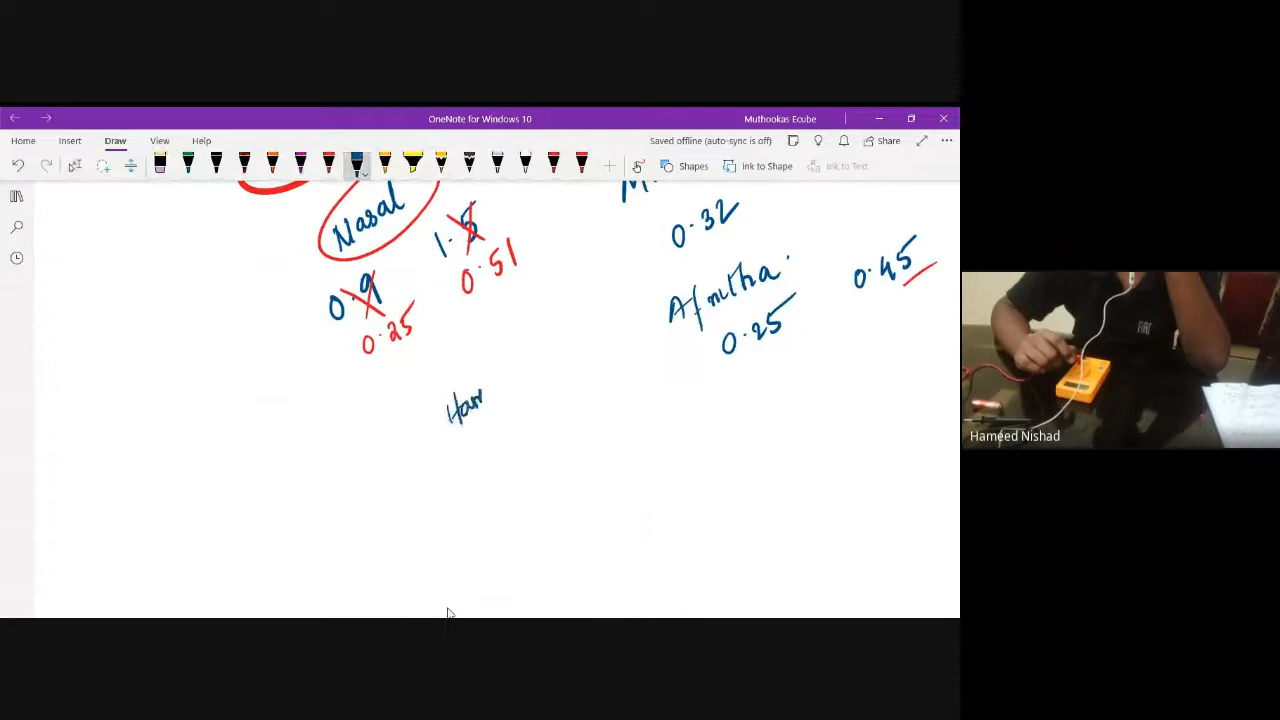 OneNote for Windows 10
Muthookas Ecube
Home Insert Draw View Help
Saved offline (auto-sync is off)
Share
Shapes
Ink to Shape
Ink to Text
Nasal
1.5
0.51
0.9
0.25
0.32
0.25
0.45
Har
FIAT
Hameed Nishad